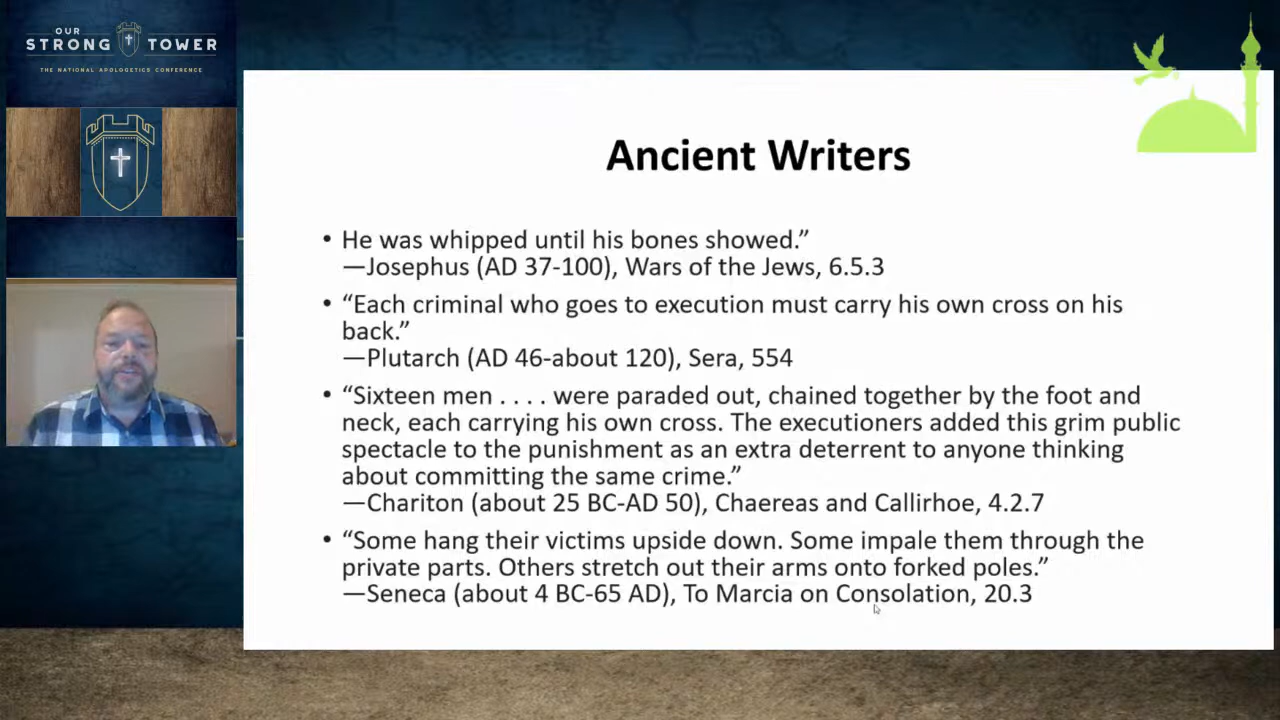 OUR
STRONG TOWER
THE NATIONAL APOLOGETICS CONFERENCE
Ancient Writers
• He was whipped until his bones showed.”
—Josephus (AD 37-100), Wars of the Jews, 6.5.3
• “Each criminal who goes to execution must carry his own cross on his
back.”
—Plutarch (AD 46-about 120), Sera, 554
• “Sixteen men . . . . were paraded out, chained together by the foot and
neck, each carrying his own cross. The executioners added this grim public
spectacle to the punishment as an extra deterrent to anyone thinking
about committing the same crime.”
—Chariton (about 25 BC-AD 50), Chaereas and Callirhoe, 4.2.7
• “Some hang their victims upside down. Some impale them through the
private parts. Others stretch out their arms onto forked poles.”
—Seneca (about 4 BC-65 AD), To Marcia on Consolation, 20.3